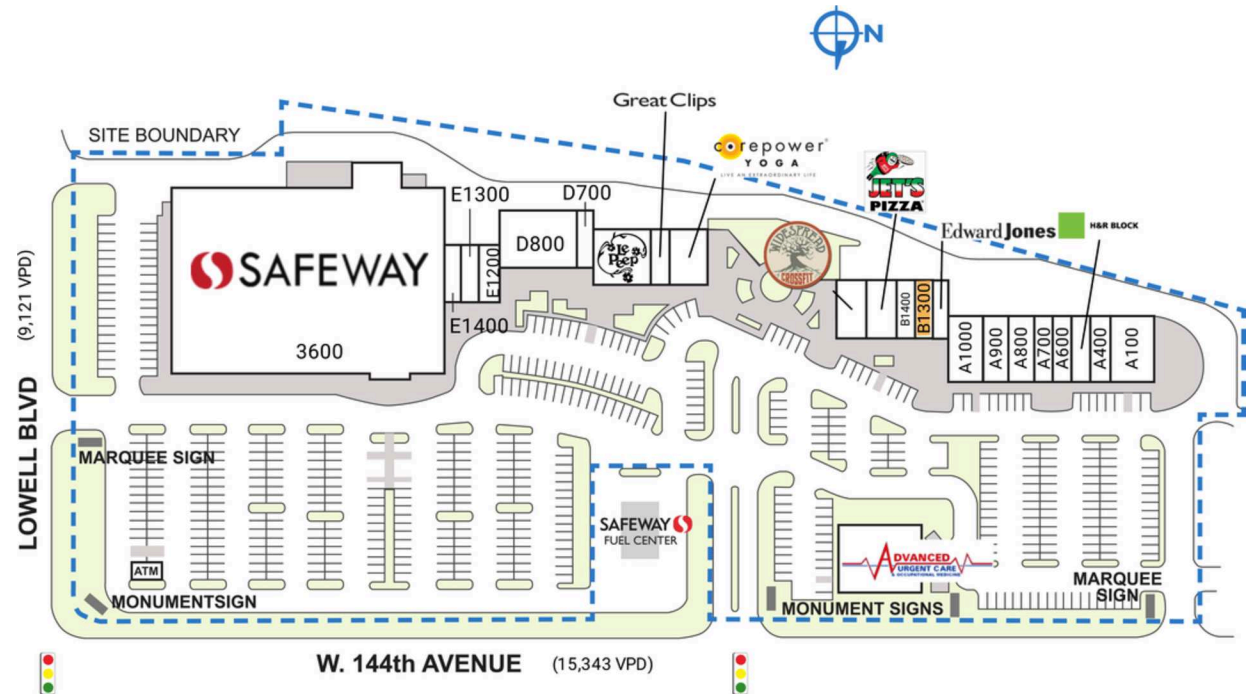 N
Great Clips
SITE BOUNDARY
corepower
YOGA
LIVE AN EXTRAORDINARY LIFE
JET'S
PIZZA
E1300
D700
Edward Jones
H&R BLOCK
D800
Le
Peep
WIDESPREAD
CROSSFIT
SAFEWAY
E1200
E1400
3600
B1400
B1300
A1000
A900
A800
A700
A600
A400
A100
(9,121 VPD)
LOWELL BLVD
MARQUEE SIGN
SAFEWAY
FUEL CENTER
ATM
MONUMENTSIGN
ADVANCED
URGENT CARE
& OCCUPATIONAL MEDICINE
MONUMENT SIGNS
MARQUEE
SIGN
W. 144th AVENUE (15,343 VPD)